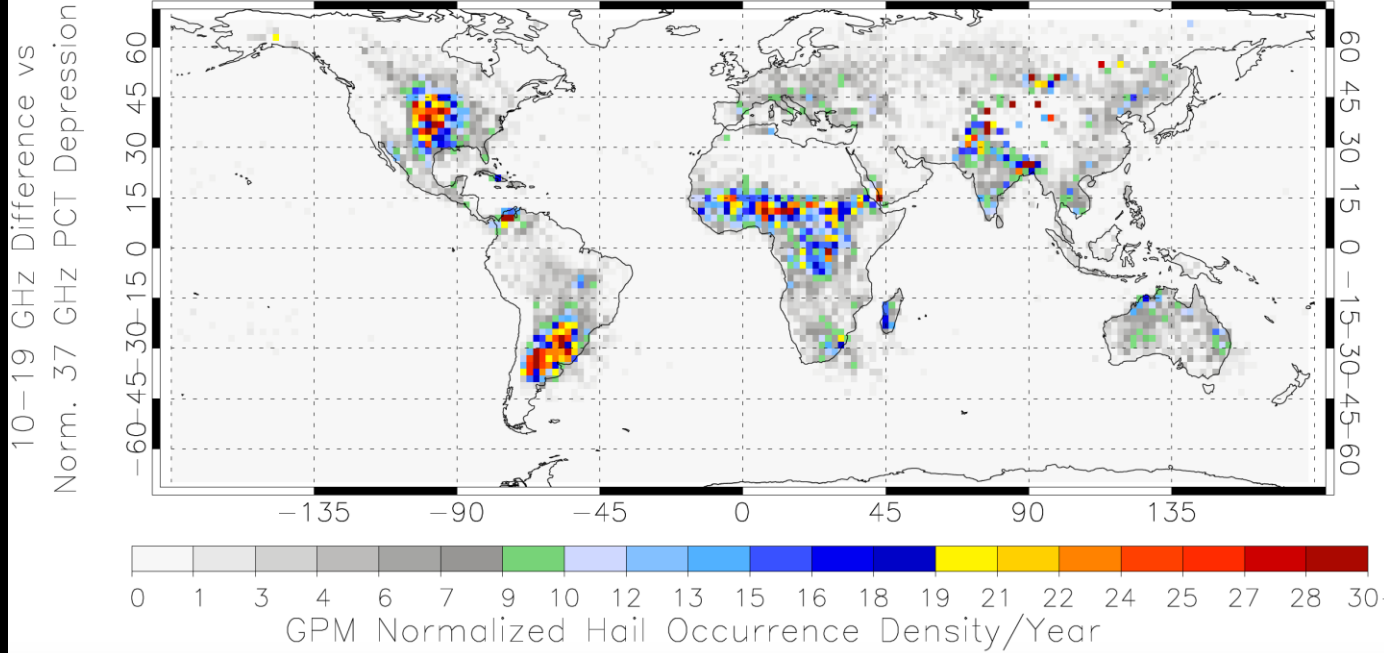 10-19 GHz Difference vs
Norm. 37 GHz PCT Depression
60 45 30 15 0 -15 -30 -45 -60
60 45 30 15 0 -15 -30 -45 -60
-135 -90 -45 0 45 90 135
0 1 3 4 6 7 9 10 12 13 15 16 18 19 21 22 24 25 27 28 30
GPM Normalized Hail Occurrence Density/Year